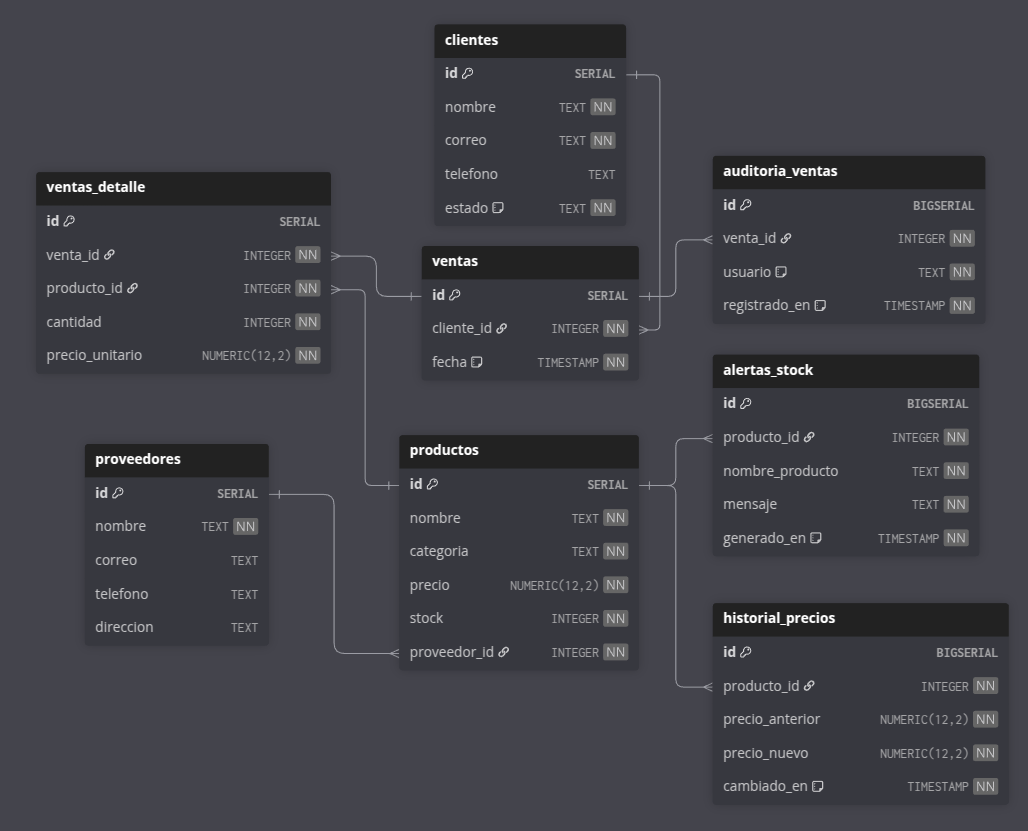 clientes
id SERIAL
nombre TEXT NN
correo TEXT NN
telefono TEXT
estado TEXT NN
ventas_detalle
id SERIAL
venta_id INTEGER NN
producto_id INTEGER NN
cantidad INTEGER NN
precio_unitario NUMERIC(12,2) NN
ventas
id SERIAL
cliente_id INTEGER NN
fecha TIMESTAMP NN
auditoria_ventas
id BIGSERIAL
venta_id INTEGER NN
usuario TEXT NN
registrado_en TIMESTAMP NN
alertas_stock
id BIGSERIAL
producto_id INTEGER NN
nombre_producto TEXT NN
mensaje TEXT NN
generado_en TIMESTAMP NN
proveedores
id SERIAL
nombre TEXT NN
correo TEXT
telefono TEXT
direccion TEXT
productos
id SERIAL
nombre TEXT NN
categoria TEXT NN
precio NUMERIC(12,2) NN
stock INTEGER NN
proveedor_id INTEGER NN
historial_precios
id BIGSERIAL
producto_id INTEGER NN
precio_anterior NUMERIC(12,2) NN
precio_nuevo NUMERIC(12,2) NN
cambiado_en TIMESTAMP NN